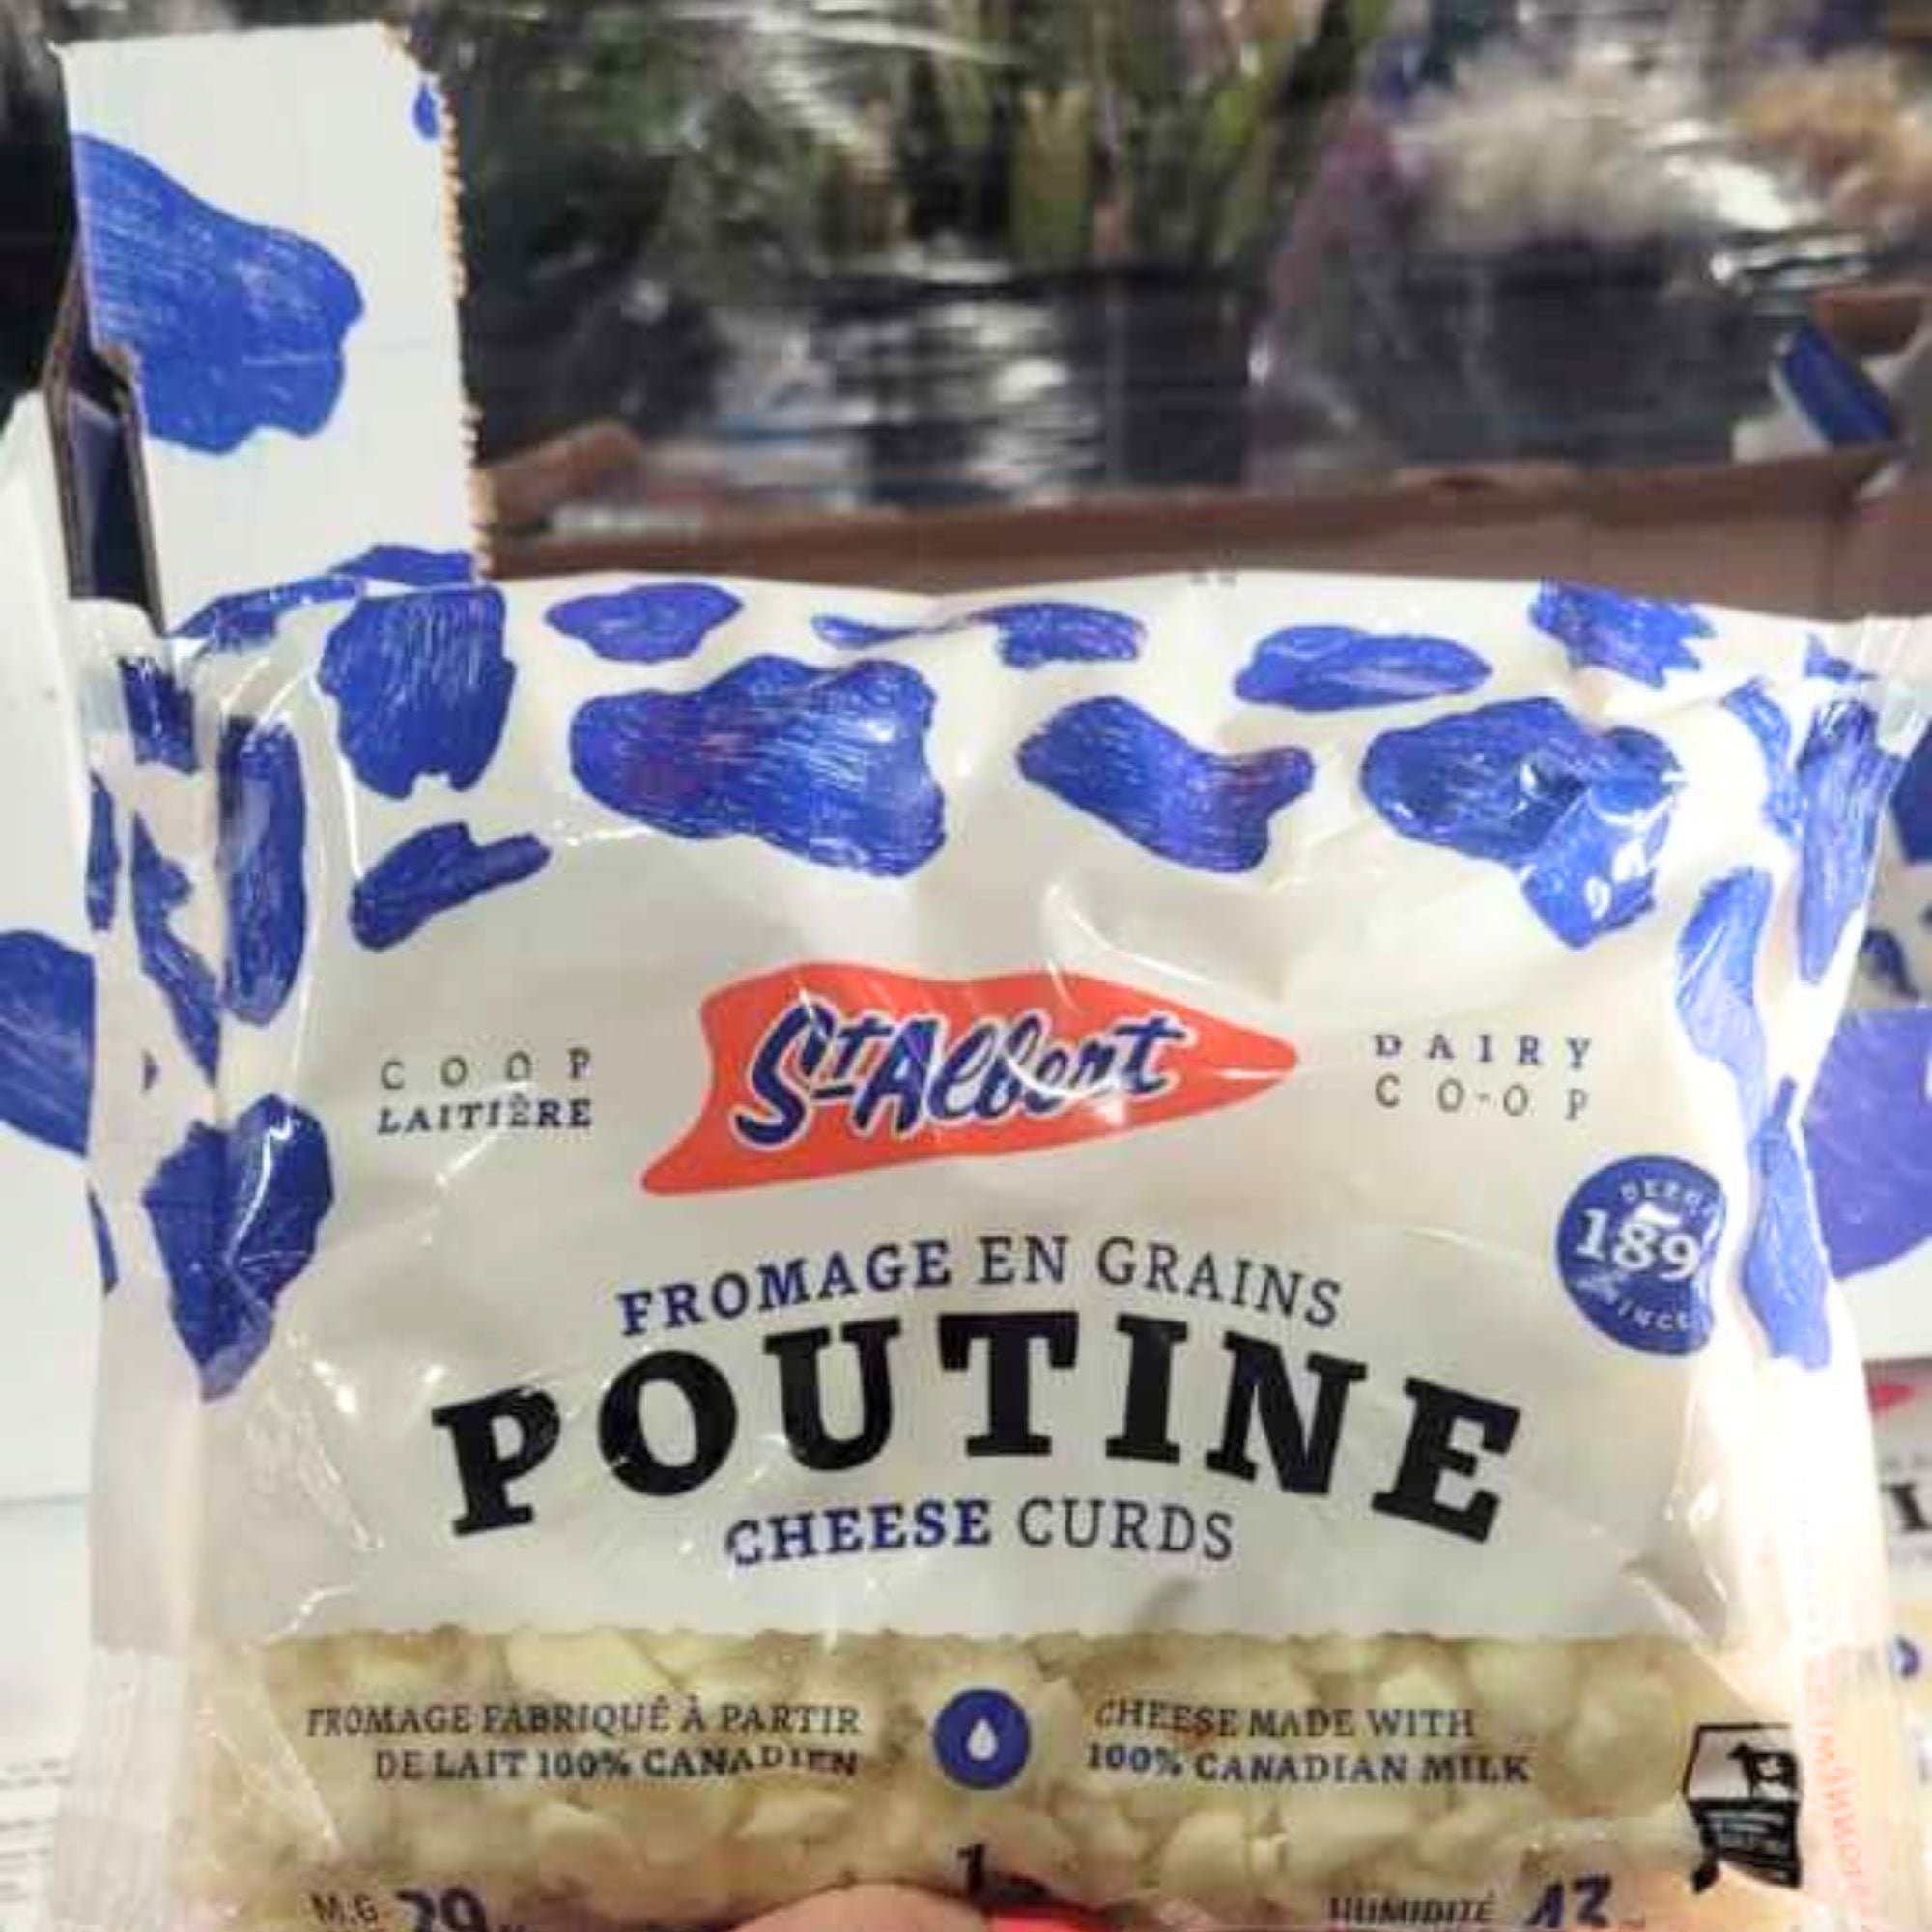 COOP
LAITIÈRE
St-Albert
DAIRY
CO-OP
189
FROMAGE EN GRAINS
POUTINE
CHEESE CURDS
FROMAGE FABRIQUÉ À PARTIR
DE LAIT 100% CANADIEN
CHEESE MADE WITH
100% CANADIAN MILK
M.G
HUMIDITÉ